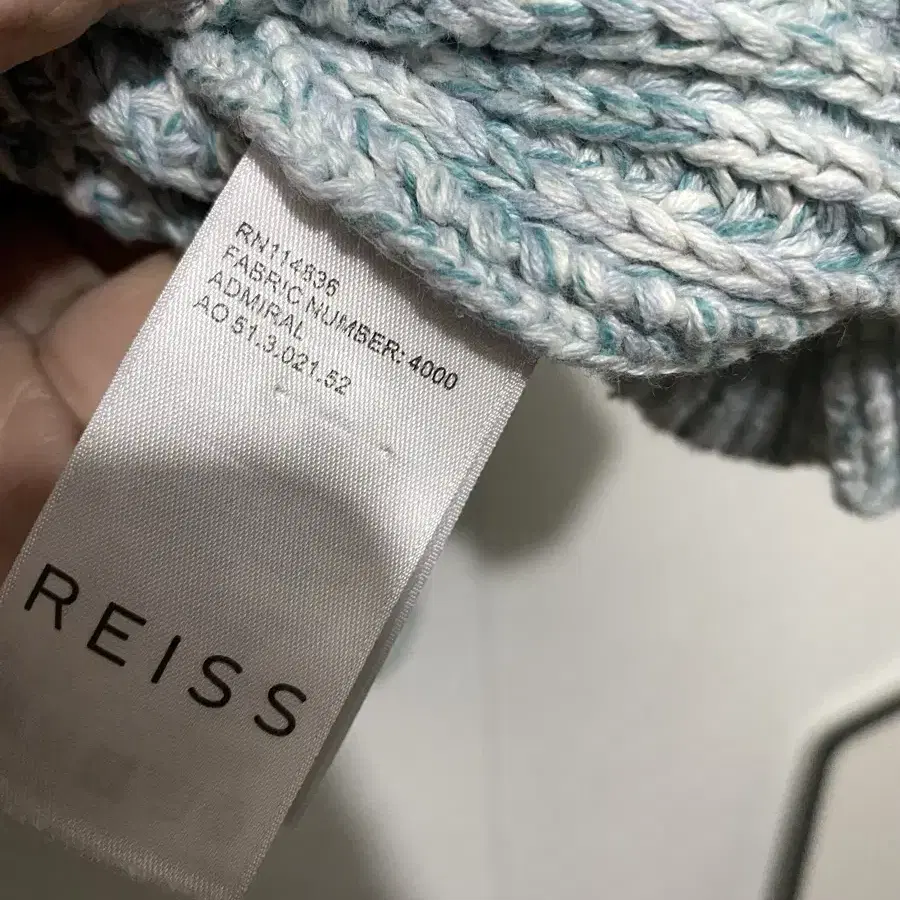 RN114836
FABRIC NUMBER: 4000
ADMIRAL
AO 51.3.021.52
REISS